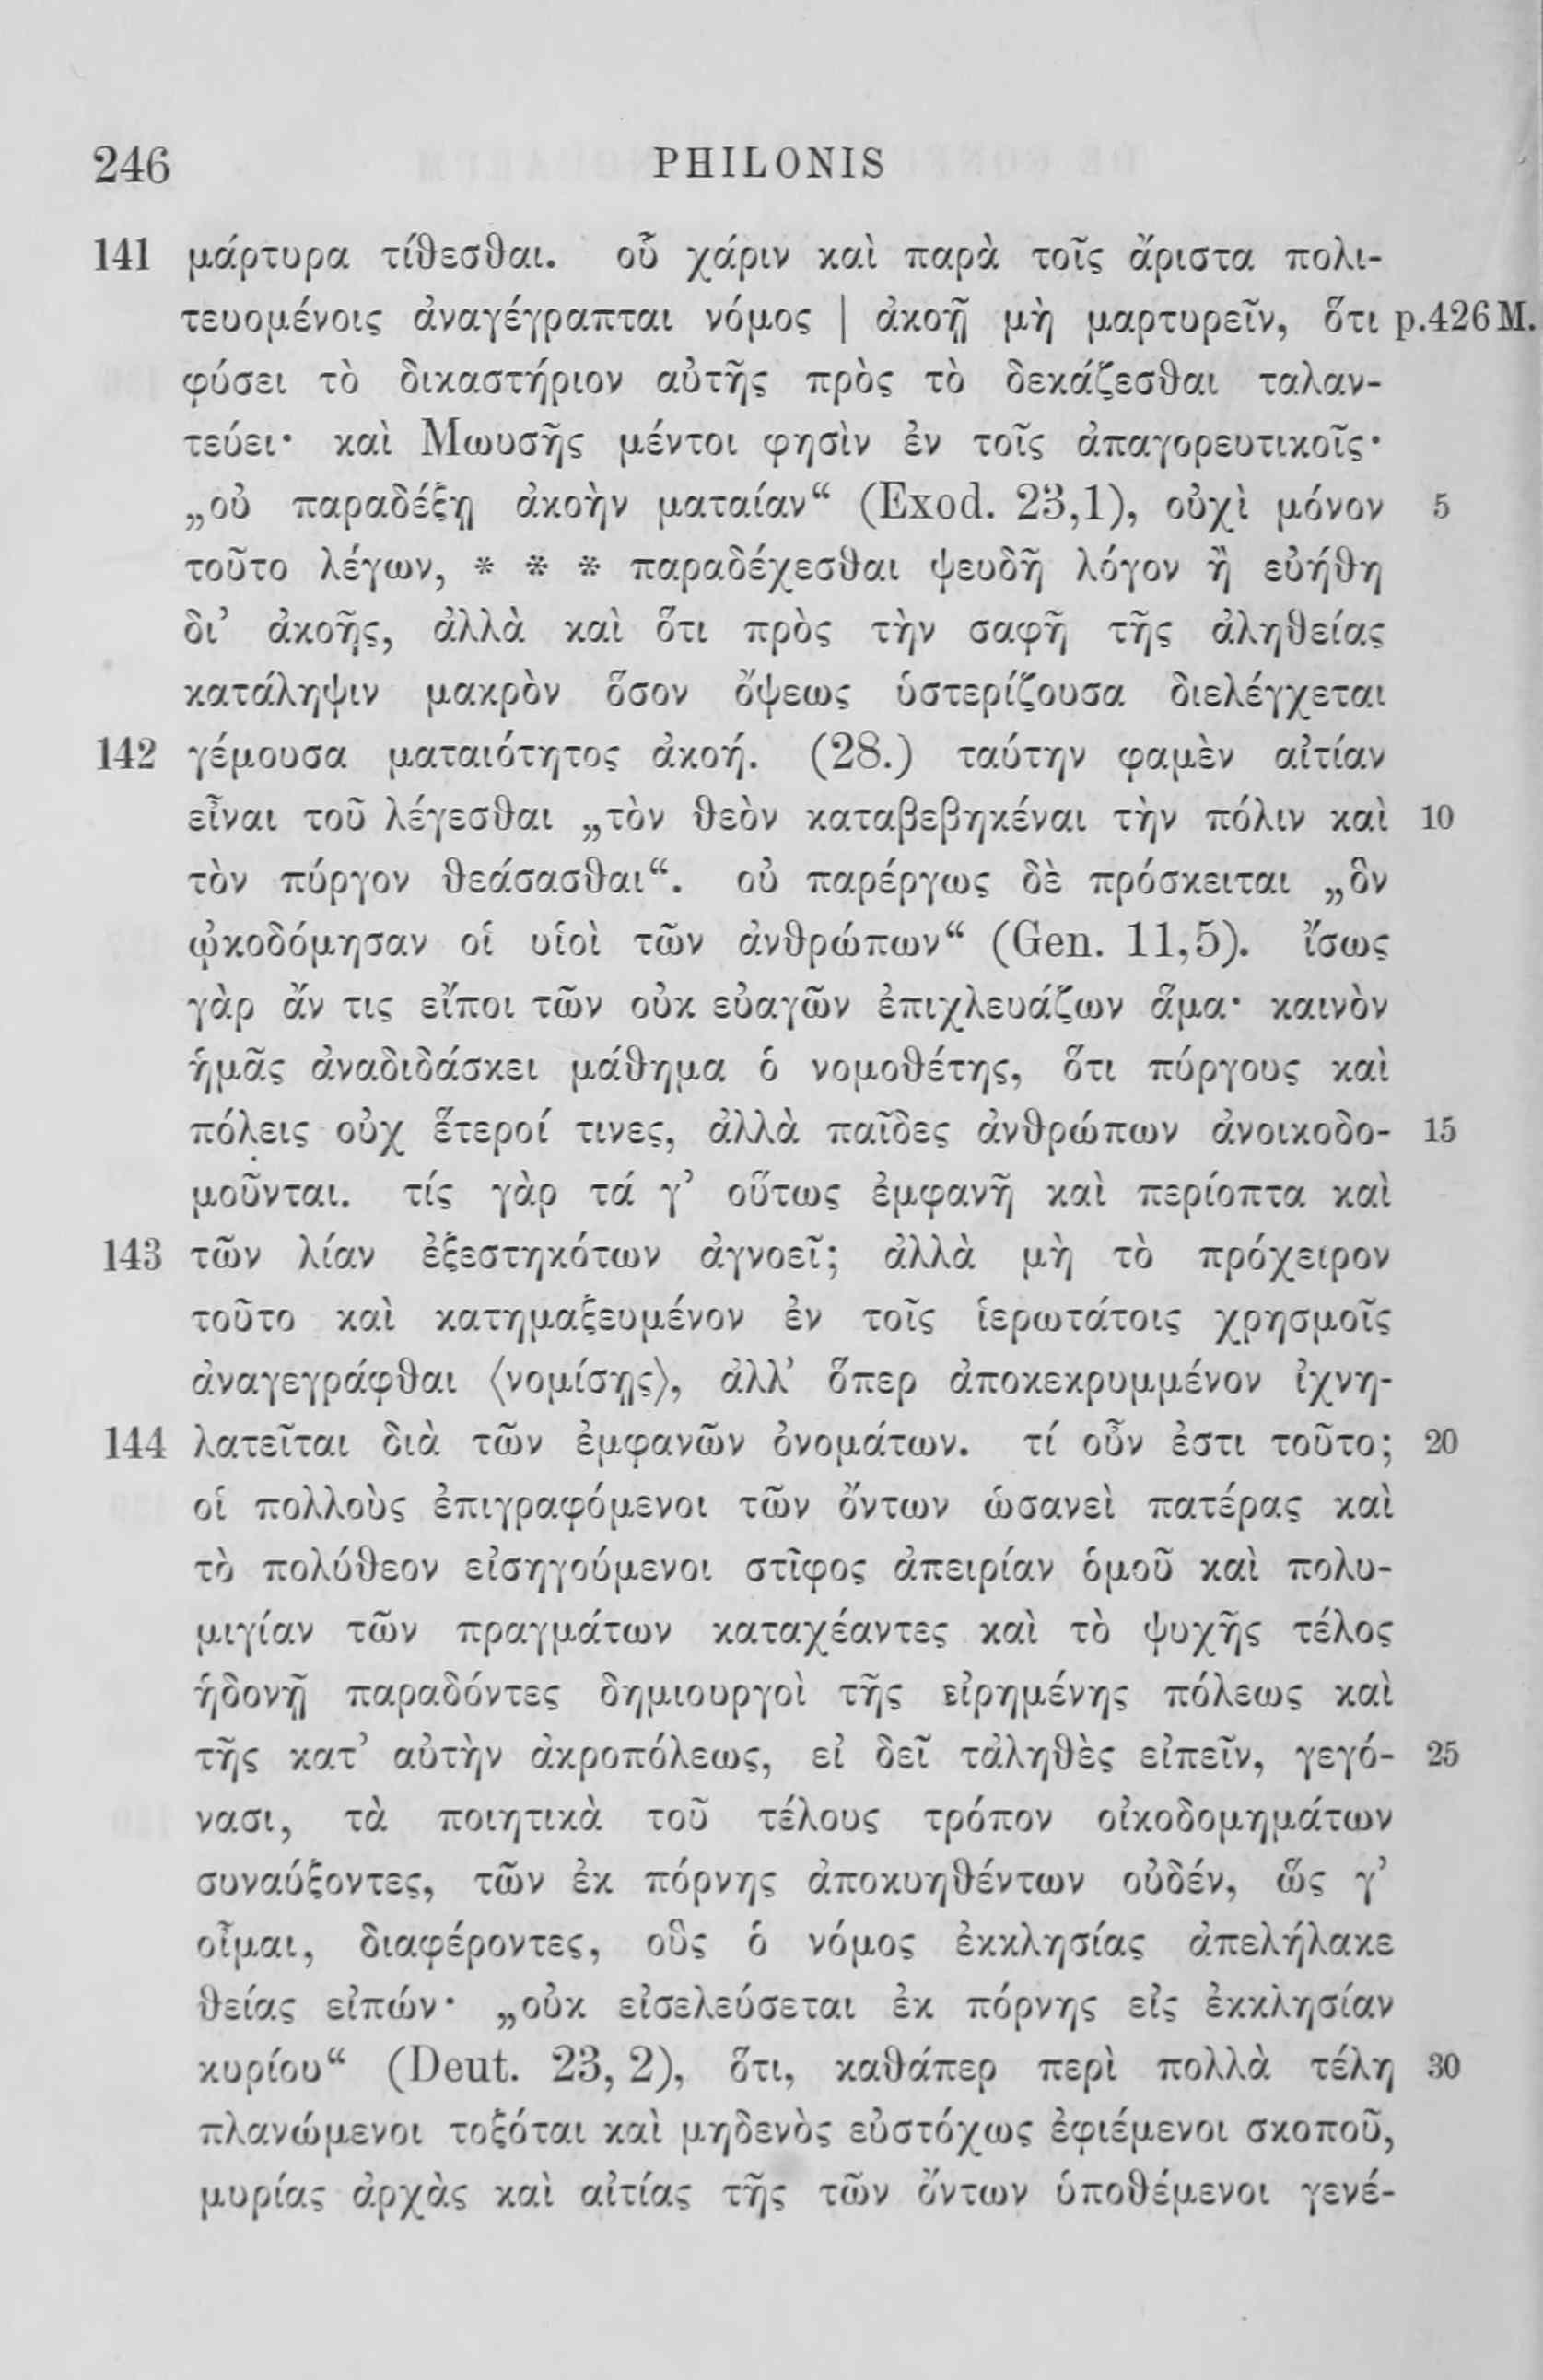 246 PHILONIS
141 μάρτυρα τίθεσθαι. οὗ χάριν καὶ παρὰ τοῖς ἄριστα πολι-
τευομένοις ἀναγέγραπται νόμος | ἀκοῇ μὴ μαρτυρεῖν, ὅτι p.426 M.
φύσει τὸ δικαστήριον αὐτῆς πρὸς τὸ δεκάζεσθαι ταλαν-
τεύει· καὶ Μωυσῆς μέντοι φησὶν ἐν τοῖς ἀπαγορευτικοῖς·
„οὐ παραδέξῃ ἀκοὴν ματαίαν“ (Exod. 23,1), οὐχὶ μόνον 5
τοῦτο λέγων, * * * παραδέχεσθαι ψευδῆ λόγον ἢ εὐήθη
δι’ ἀκοῆς, ἀλλὰ καὶ ὅτι πρὸς τὴν σαφῆ τῆς ἀληθείας
κατάληψιν μακρὸν ὅσον ὄψεως ὑστερίζουσα διελέγχεται
142 γέμουσα ματαιότητος ἀκοή. (28.) ταύτην φαμὲν αἰτίαν
εἶναι τοῦ λέγεσθαι „τὸν θεὸν καταβεβηκέναι τὴν πόλιν καὶ 10
τὸν πύργον θεάσασθαι“. οὐ παρέργως δὲ πρόσκειται „ὃν
ᾠκοδόμησαν οἱ υἱοὶ τῶν ἀνθρώπων“ (Gen. 11,5). ἴσως
γὰρ ἄν τις εἴποι τῶν οὐκ εὐαγῶν ἐπιχλευάζων ἅμα· καινὸν
ἡμᾶς ἀναδιδάσκει μάθημα ὁ νομοθέτης, ὅτι πύργους καὶ
πόλεις οὐχ ἕτεροί τινες, ἀλλὰ παῖδες ἀνθρώπων ἀνοικοδο- 15
μοῦνται. τίς γὰρ τά γ’ οὕτως ἐμφανῆ καὶ περίοπτα καὶ
143 τῶν λίαν ἐξεστηκότων ἀγνοεῖ; ἀλλὰ μὴ τὸ πρόχειρον
τοῦτο καὶ κατημαξευμένον ἐν τοῖς ἱερωτάτοις χρησμοῖς
ἀναγεγράφθαι ⟨νομίσῃς⟩, ἀλλ’ ὅπερ ἀποκεκρυμμένον ἰχνη-
144 λατεῖται διὰ τῶν ἐμφανῶν ὀνομάτων. τί οὖν ἐστι τοῦτο; 20
οἱ πολλοὺς ἐπιγραφόμενοι τῶν ὄντων ὡσανεὶ πατέρας καὶ
τὸ πολύθεον εἰσηγούμενοι στῖφος ἀπειρίαν ὁμοῦ καὶ πολυ-
μιγίαν τῶν πραγμάτων καταχέαντες καὶ τὸ ψυχῆς τέλος
ἡδονῇ παραδόντες δημιουργοὶ τῆς εἰρημένης πόλεως καὶ
τῆς κατ’ αὐτὴν ἀκροπόλεως, εἰ δεῖ τἀληθὲς εἰπεῖν, γεγό- 25
νασι, τὰ ποιητικὰ τοῦ τέλους τρόπον οἰκοδομημάτων
συναύξοντες, τῶν ἐκ πόρνης ἀποκυηθέντων οὐδέν, ὥς γ’
οἶμαι, διαφέροντες, οὓς ὁ νόμος ἐκκλησίας ἀπελήλακε
θείας εἰπών· „οὐκ εἰσελεύσεται ἐκ πόρνης εἰς ἐκκλησίαν
κυρίου“ (Deut. 23, 2), ὅτι, καθάπερ περὶ πολλὰ τέλη 30
πλανώμενοι τοξόται καὶ μηδενὸς εὐστόχως ἐφιέμενοι σκοποῦ,
μυρίας ἀρχὰς καὶ αἰτίας τῆς τῶν ὄντων ὑποθέμενοι γενέ-